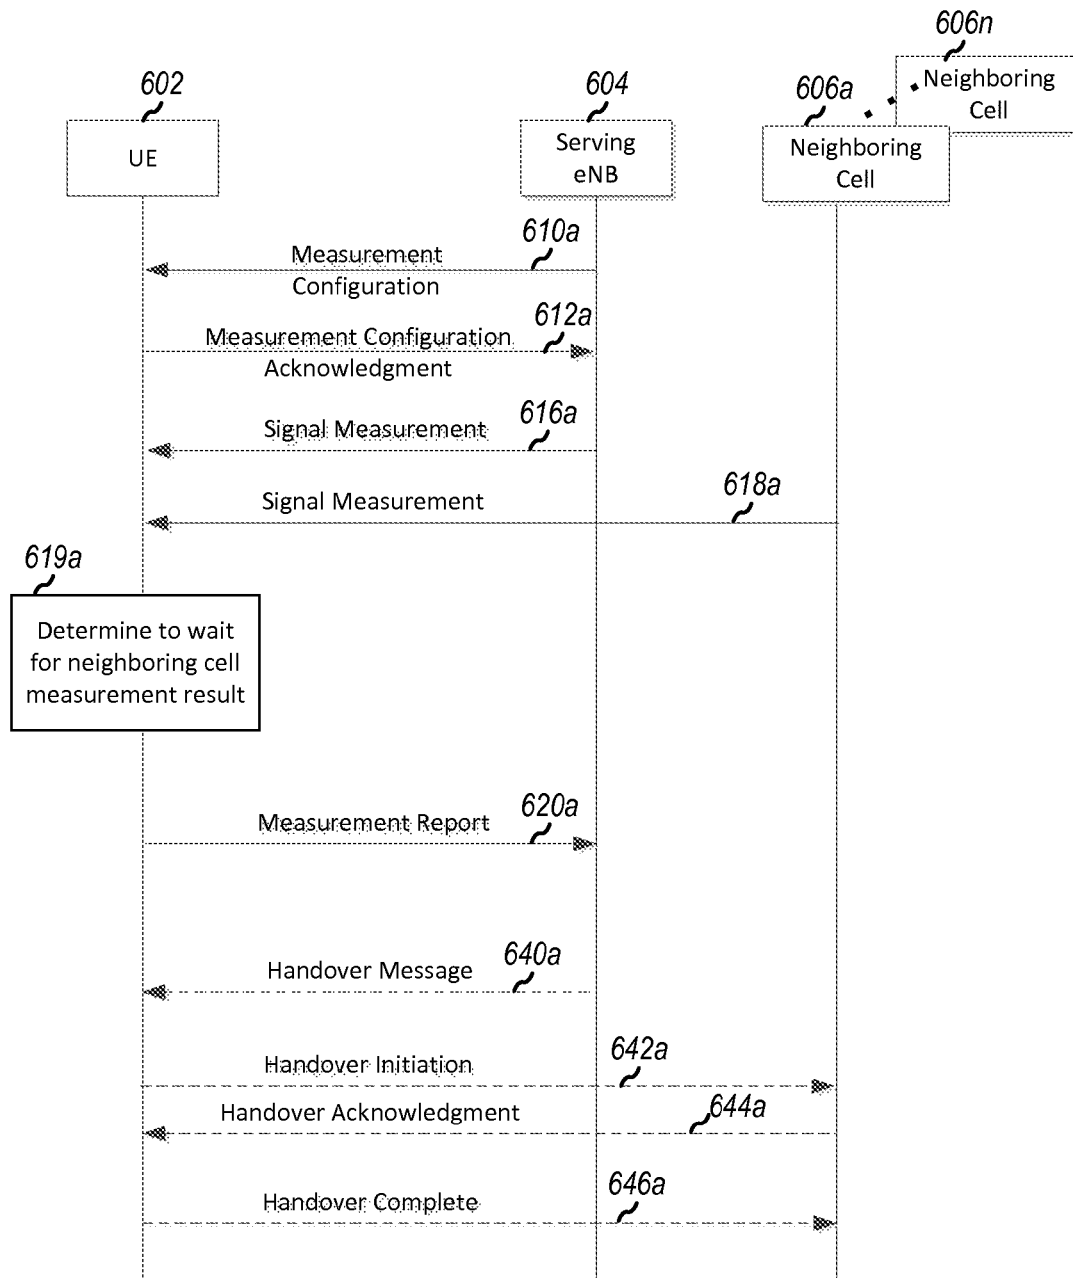 606n
Neighboring
Cell
602
604
606a
UE
Serving
eNB
Neighboring
Cell
610a
Measurement
Configuration
612a
Measurement Configuration
Acknowledgment
616a
Signal Measurement
618a
Signal Measurement
619a
Determine to wait
for neighboring cell
measurement result
620a
Measurement Report
640a
Handover Message
642a
Handover Initiation
644a
Handover Acknowledgment
646a
Handover Complete